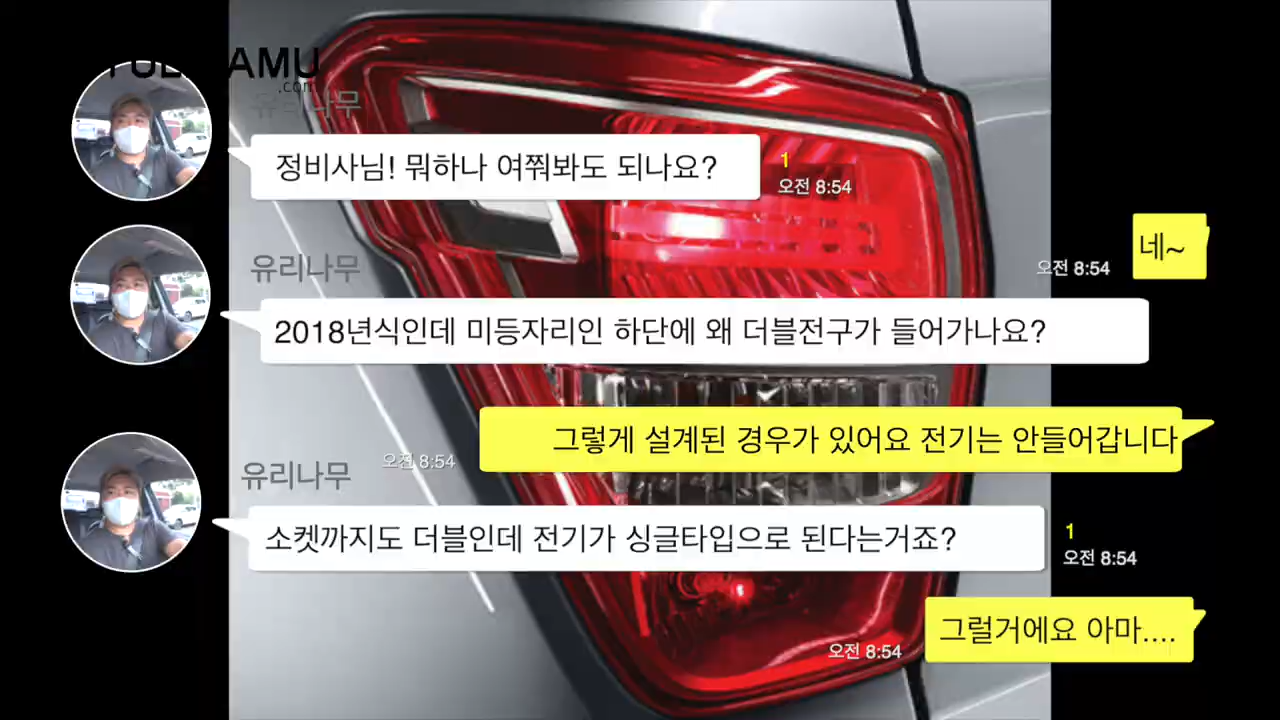 AMU
.com
유리나무
정비사님! 뭐하나 여쭤봐도 되나요?
1
오전 8:54
네~
오전 8:54
유리나무
2018년식인데 미등자리인 하단에 왜 더블전구가 들어가나요?
그렇게 설계된 경우가 있어요 전기는 안들어갑니다
오전 8:54
유리나무
소켓까지도 더블인데 전기가 싱글타입으로 된다는거죠?
1
오전 8:54
그럴거에요 아마....
오전 8:54